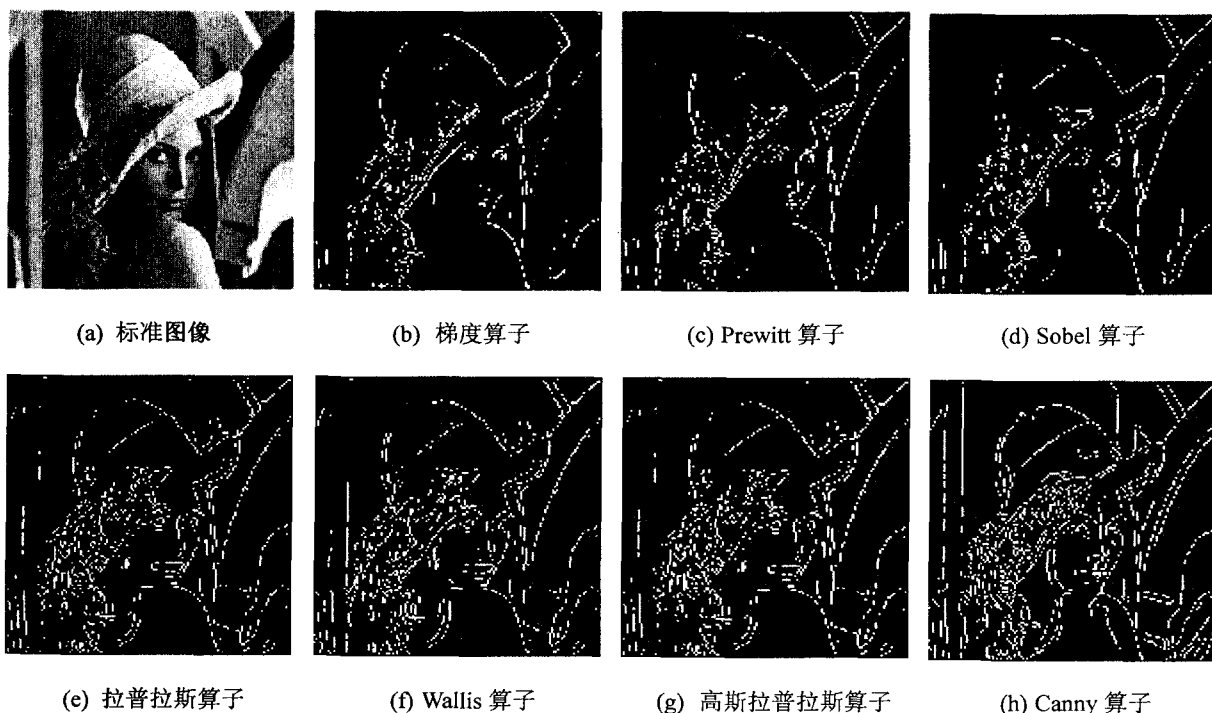 (a) 标准图像
(b) 梯度算子
(c) Prewitt 算子
(d) Sobel 算子
(e) 拉普拉斯算子
(f) Wallis 算子
(g) 高斯拉普拉斯算子
(h) Canny 算子